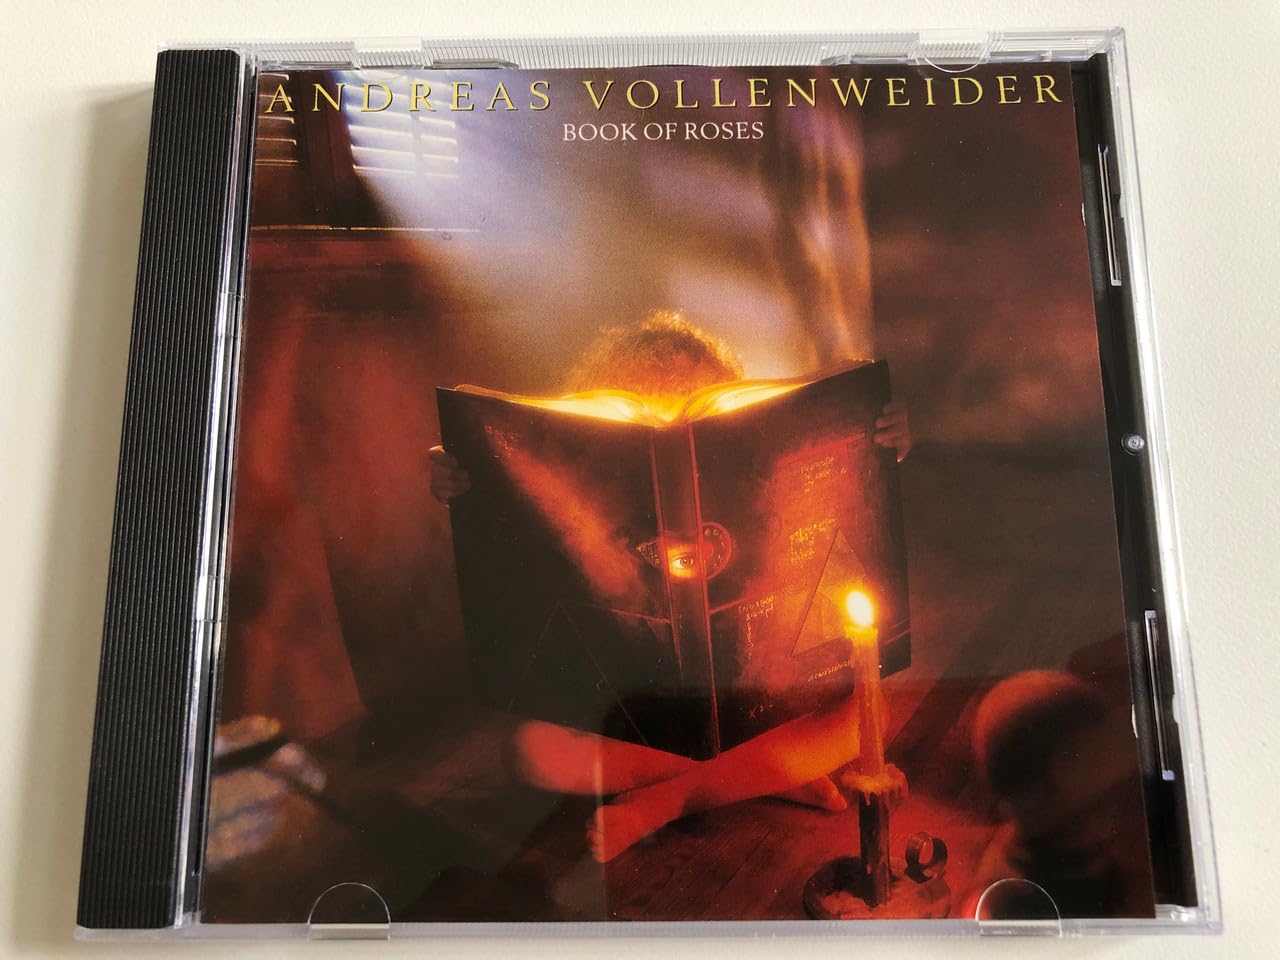 ANDREAS VOLLENWEIDER
BOOK OF ROSES